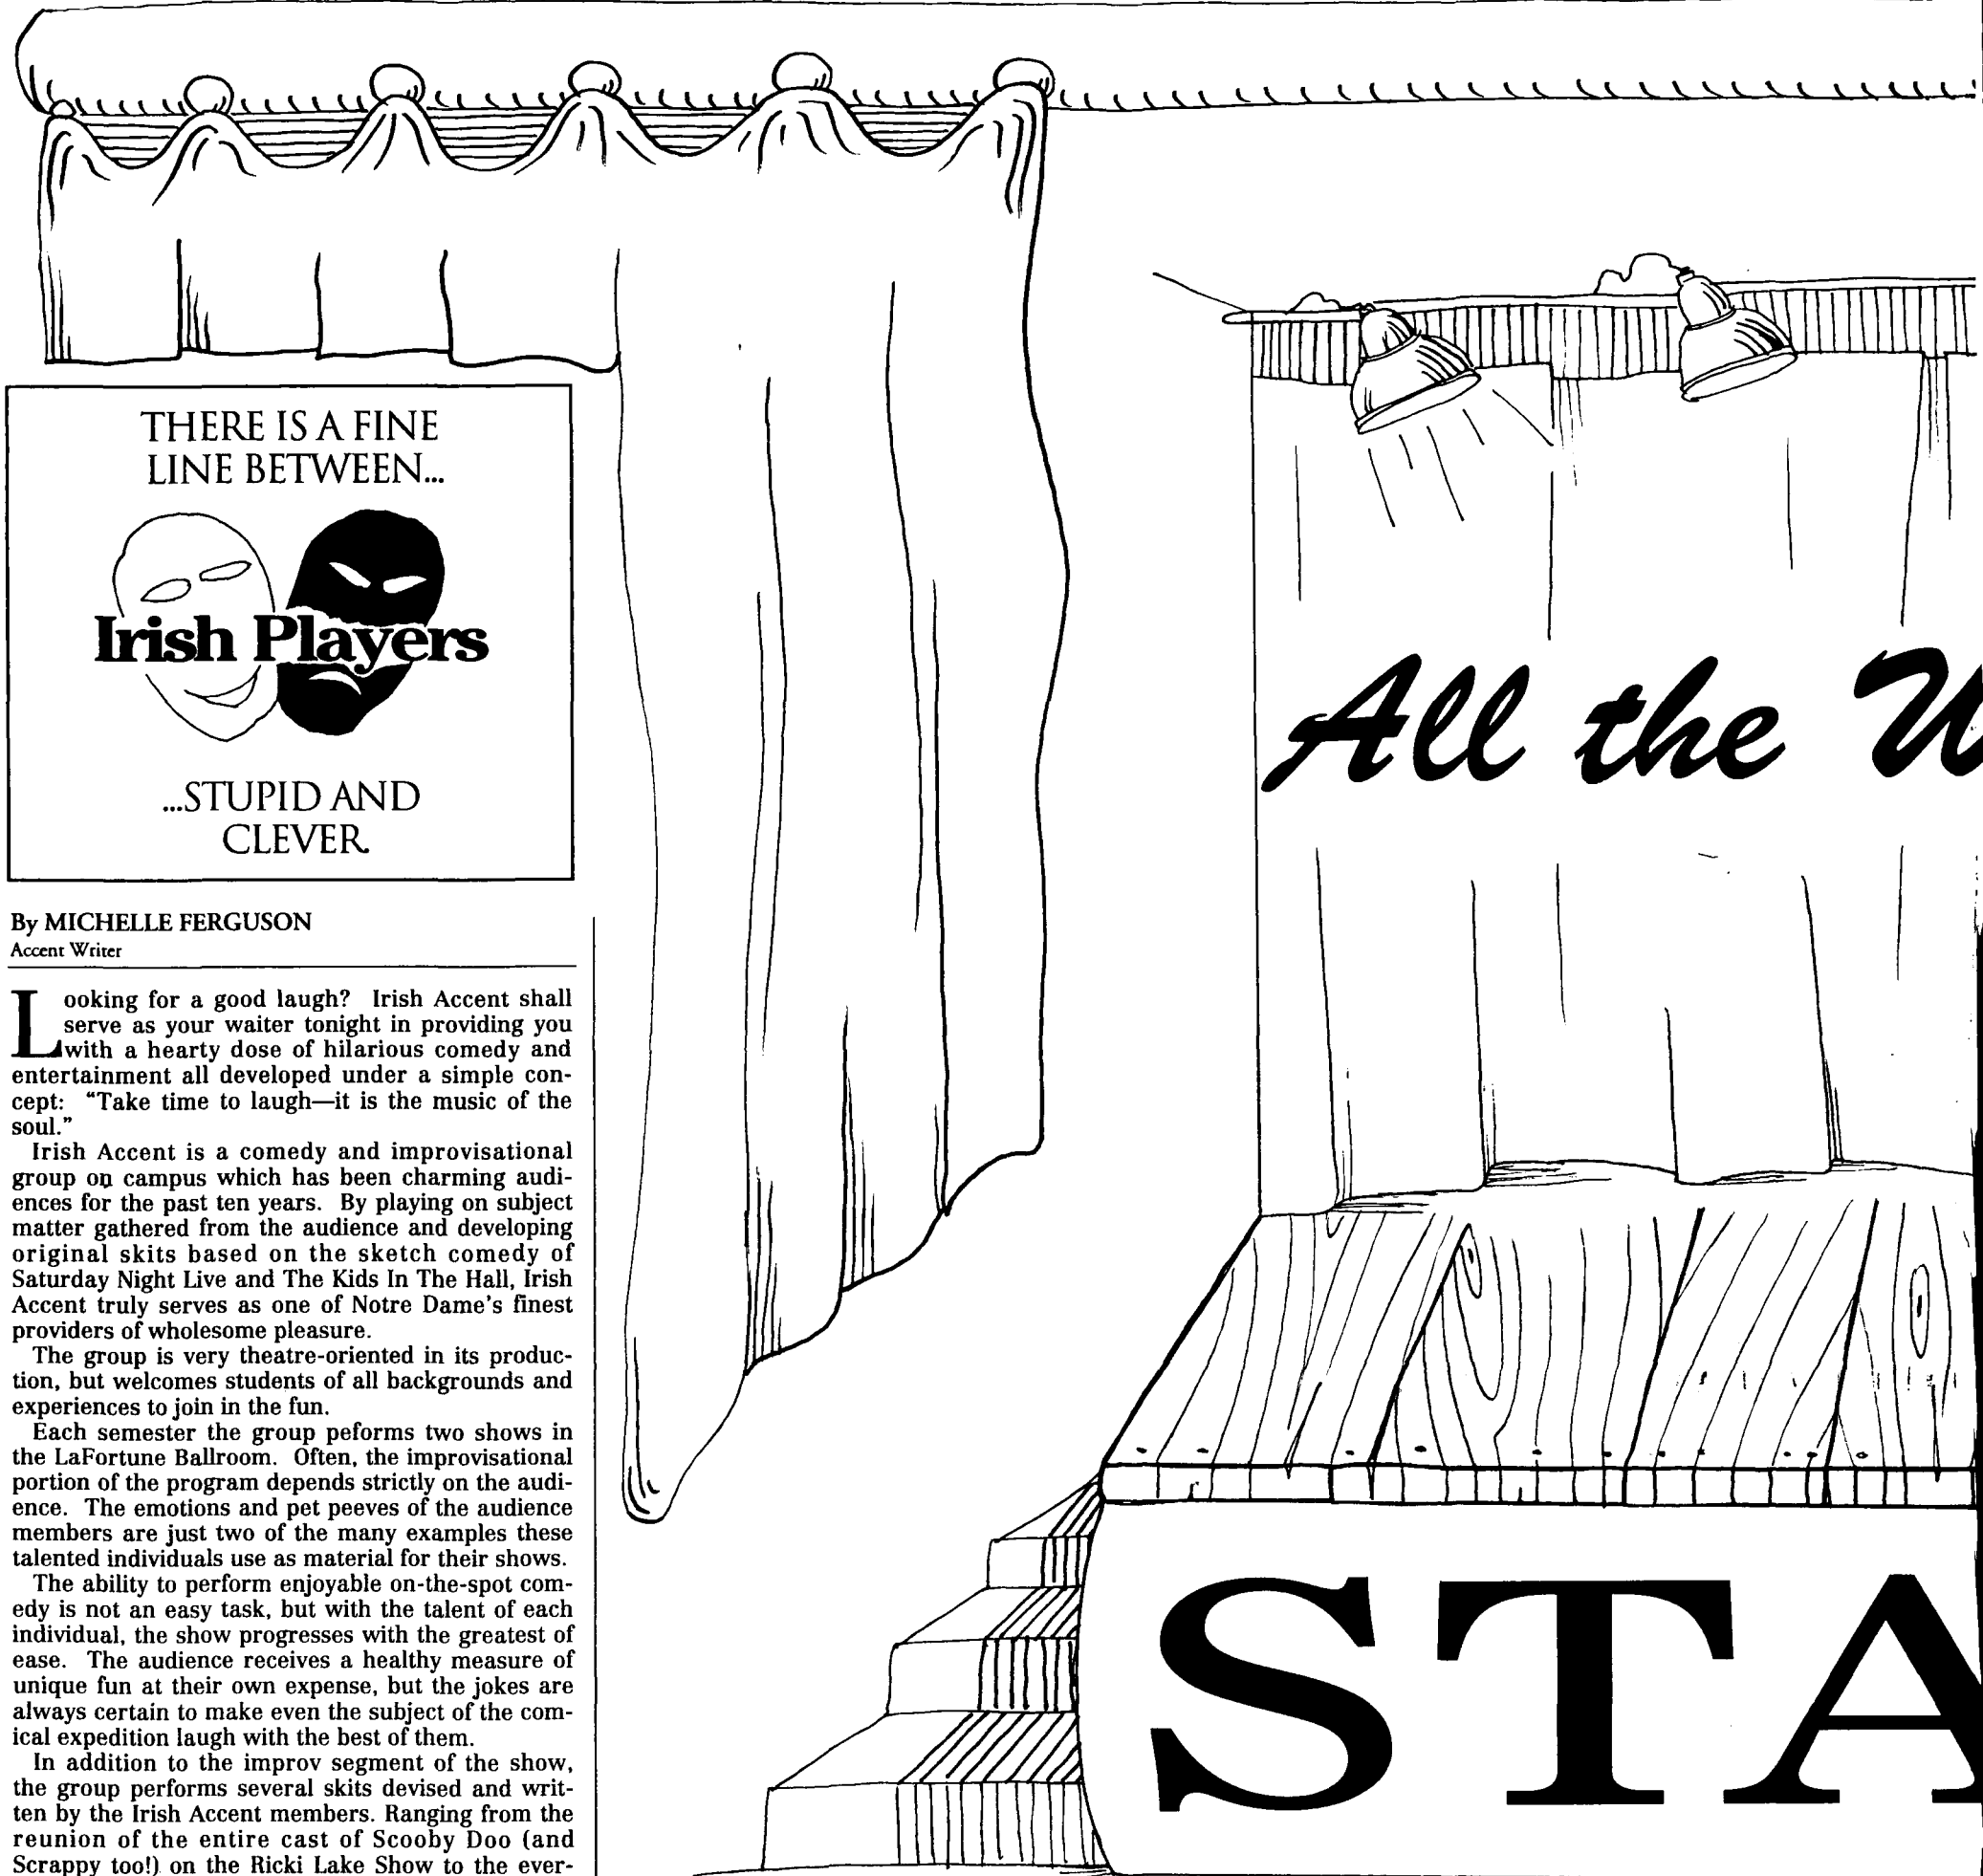 THERE IS A FINE
LINE BETWEEN...
Irish Players
...STUPID AND
CLEVER.
By MICHELLE FERGUSON
Accent Writer
Looking for a good laugh? Irish Accent shall
serve as your waiter tonight in providing you
with a hearty dose of hilarious comedy and
entertainment all developed under a simple con-
cept: “Take time to laugh—it is the music of the
soul.”
Irish Accent is a comedy and improvisational
group on campus which has been charming audi-
ences for the past ten years. By playing on subject
matter gathered from the audience and developing
original skits based on the sketch comedy of
Saturday Night Live and The Kids In The Hall, Irish
Accent truly serves as one of Notre Dame's finest
providers of wholesome pleasure.
The group is very theatre-oriented in its produc-
tion, but welcomes students of all backgrounds and
experiences to join in the fun.
Each semester the group peforms two shows in
the LaFortune Ballroom. Often, the improvisational
portion of the program depends strictly on the audi-
ence. The emotions and pet peeves of the audience
members are just two of the many examples these
talented individuals use as material for their shows.
The ability to perform enjoyable on-the-spot com-
edy is not an easy task, but with the talent of each
individual, the show progresses with the greatest of
ease. The audience receives a healthy measure of
unique fun at their own expense, but the jokes are
always certain to make even the subject of the com-
ical expedition laugh with the best of them.
In addition to the improv segment of the show,
the group performs several skits devised and writ-
ten by the Irish Accent members. Ranging from the
reunion of the entire cast of Scooby Doo (and
Scrappy too!) on the Ricki Lake Show to the ever-
All the W
STA